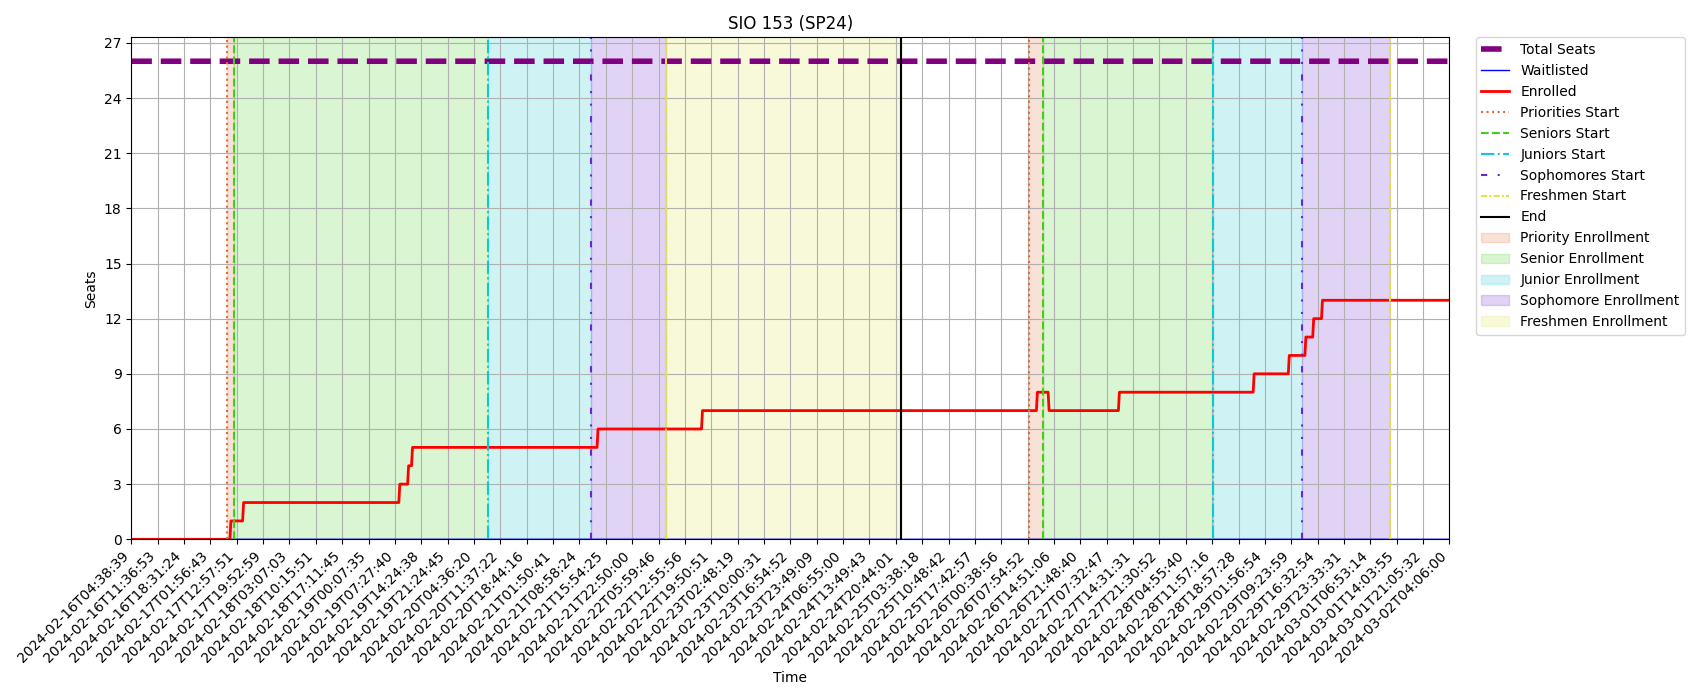 SIO 153 (SP24)
27
24
21
18
15
12
9
6
3
0
Seats
2024-02-16T04:38:39
2024-02-16T11:36:53
2024-02-16T18:31:24
2024-02-17T01:56:43
2024-02-17T12:57:51
2024-02-17T19:52:59
2024-02-18T03:07:03
2024-02-18T10:15:51
2024-02-18T17:11:45
2024-02-19T00:07:35
2024-02-19T07:27:40
2024-02-19T14:24:38
2024-02-19T21:24:45
2024-02-20T04:36:20
2024-02-20T11:37:22
2024-02-20T18:44:16
2024-02-21T01:50:41
2024-02-21T08:58:24
2024-02-21T15:54:25
2024-02-21T22:50:00
2024-02-22T05:59:46
2024-02-22T12:55:56
2024-02-22T19:50:51
2024-02-23T02:48:19
2024-02-23T10:00:31
2024-02-23T16:54:52
2024-02-23T23:49:09
2024-02-24T06:55:00
2024-02-24T13:49:43
2024-02-24T20:44:01
2024-02-25T03:38:18
2024-02-25T10:48:42
2024-02-25T17:42:57
2024-02-26T00:38:56
2024-02-26T07:54:52
2024-02-26T14:51:06
2024-02-26T21:48:40
2024-02-27T07:32:47
2024-02-27T14:31:31
2024-02-27T21:30:52
2024-02-28T04:55:40
2024-02-28T11:57:16
2024-02-28T18:57:28
2024-02-29T01:56:54
2024-02-29T09:23:59
2024-02-29T16:32:54
2024-02-29T23:33:31
2024-03-01T06:53:14
2024-03-01T14:03:55
2024-03-01T21:05:32
2024-03-02T04:06:00
Time
Total Seats
Waitlisted
Enrolled
Priorities Start
Seniors Start
Juniors Start
Sophomores Start
Freshmen Start
End
Priority Enrollment
Senior Enrollment
Junior Enrollment
Sophomore Enrollment
Freshmen Enrollment